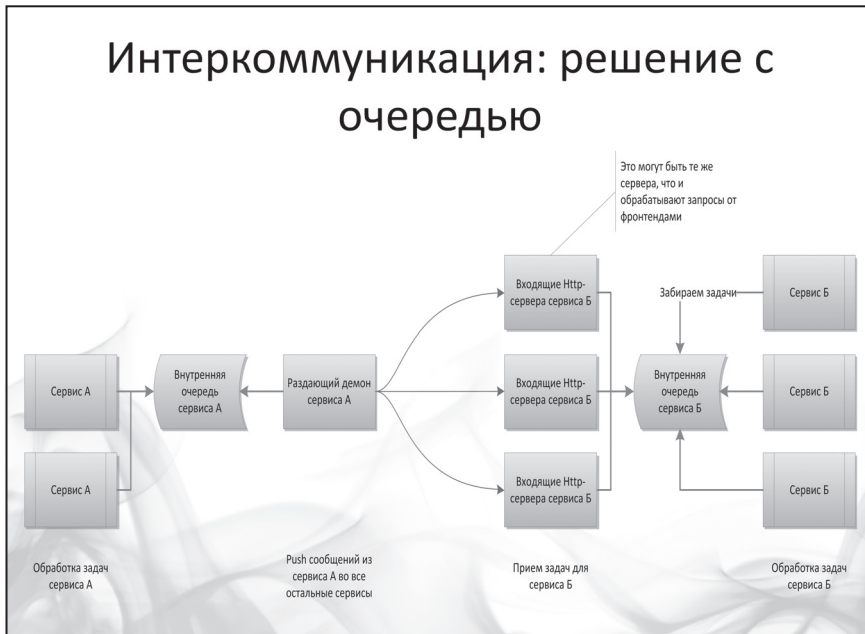 Интеркоммуникация: решение с
очередью
Это могут быть те же
сервера, что и
обрабатывают запросы от
фронтендами
Входящие Http-
сервера сервиса Б
Забираем задачи
Сервис Б
Сервис А
Внутренняя
очередь
сервиса А
Раздающий демон
сервиса А
Входящие Http-
сервера сервиса Б
Внутренняя
очередь
сервиса Б
Сервис Б
Сервис А
Входящие Http-
сервера сервиса Б
Сервис Б
Обработка задач
сервиса А
Push сообщений из
сервиса А во все
остальные сервисы
Прием задач для
сервиса Б
Обработка задач
сервиса Б